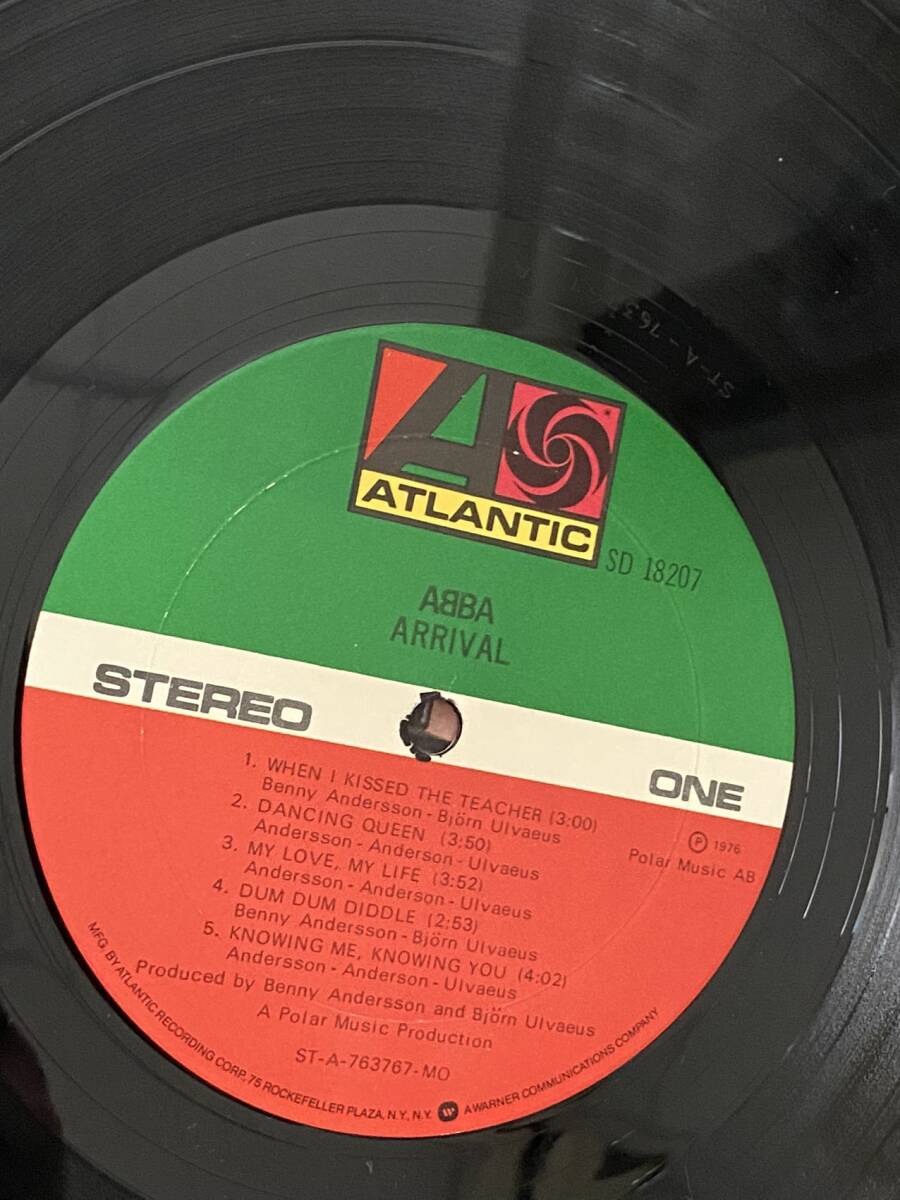 ST-A-763
ATLANTIC
SD 18207
ABBA
ARRIVAL
STEREO
ONE
1. WHEN I KISSED THE TEACHER (3:00)
Benny Andersson - Björn Ulvaeus
2. DANCING QUEEN (3:50)
Andersson - Anderson - Ulvaeus
3. MY LOVE, MY LIFE (3:52)
Andersson - Anderson - Ulvaeus
4. DUM DUM DIDDLE (2:53)
Benny Andersson - Björn Ulvaeus
5. KNOWING ME, KNOWING YOU (4:02)
Andersson - Anderson - Ulvaeus
Ⓟ 1976
Polar Music AB
Produced by Benny Andersson and Björn Ulvaeus
A Polar Music Production
ST-A-763767-MO
MFG. BY ATLANTIC RECORDING CORP., 75 ROCKEFELLER PLAZA, N.Y., N.Y. A WARNER COMMUNICATIONS COMPANY